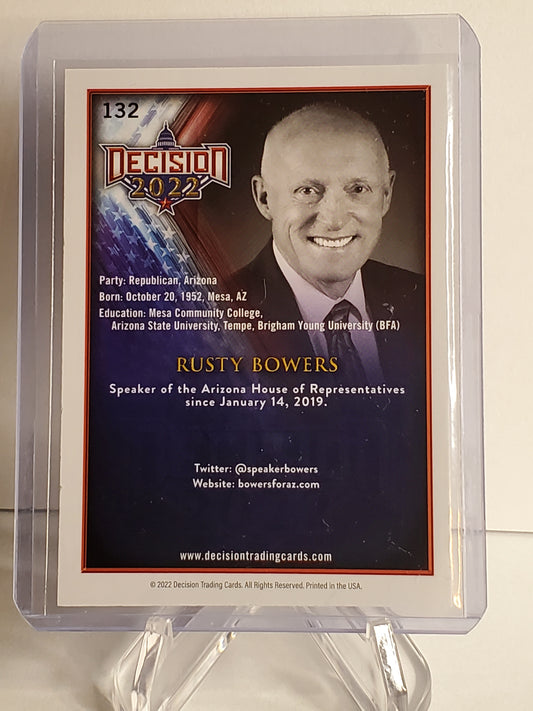 132
DECISION
2022
Party: Republican, Arizona
Born: October 20, 1952, Mesa, AZ
Education: Mesa Community College,
Arizona State University, Tempe, Brigham Young University (BFA)
RUSTY BOWERS
Speaker of the Arizona House of Representatives
since January 14, 2019.
Twitter: @speakerbowers
Website: bowersforaz.com
www.decisiontradingcards.com
© 2022 Decision Trading Cards. All Rights Reserved. Printed in the USA.